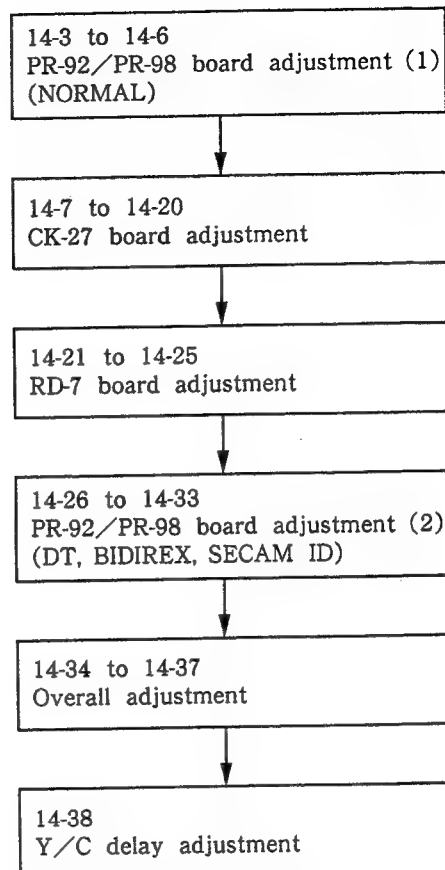 14-3 to 14-6
PR-92/PR-98 board adjustment (1)
(NORMAL)
14-7 to 14-20
CK-27 board adjustment
14-21 to 14-25
RD-7 board adjustment
14-26 to 14-33
PR-92/PR-98 board adjustment (2)
(DT, BIDIREX, SECAM ID)
14-34 to 14-37
Overall adjustment
14-38
Y/C delay adjustment